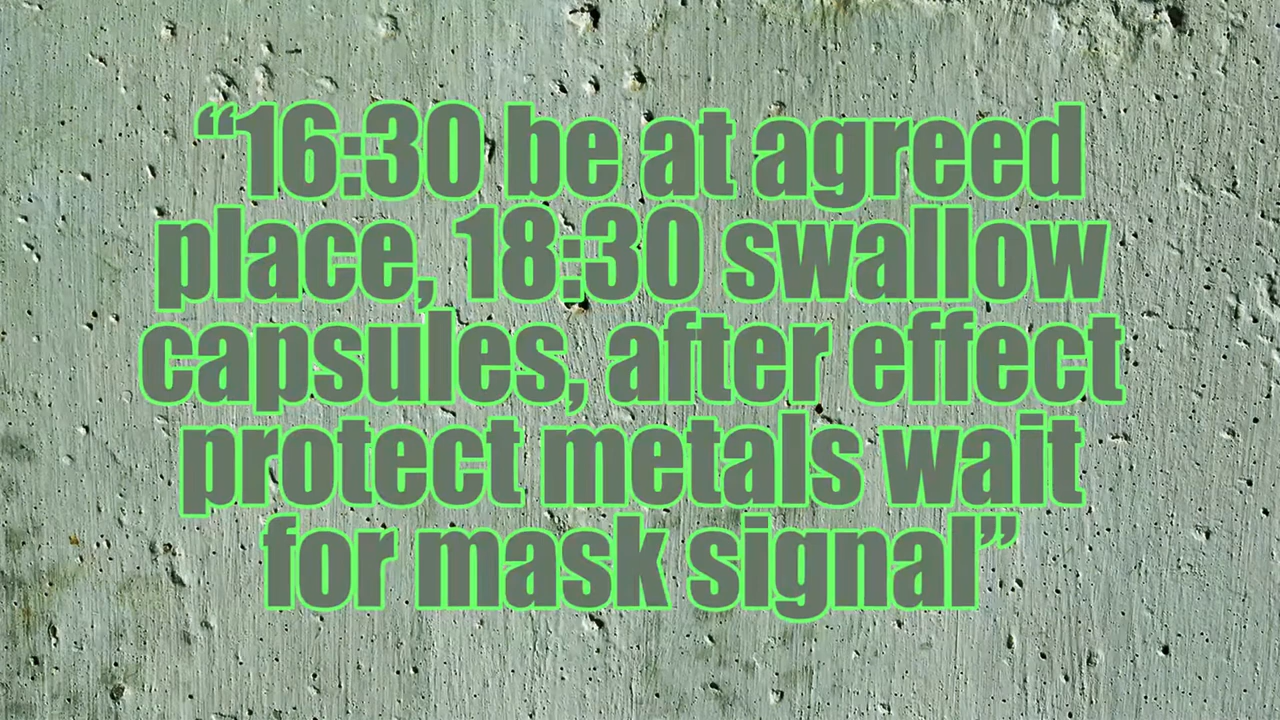 “16:30 be at agreed
place, 18:30 swallow
capsules, after effect
protect metals wait
for mask signal”